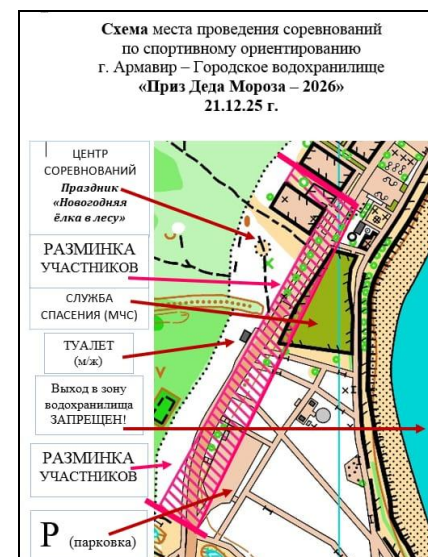 Схема места проведения соревнований
по спортивному ориентированию
г. Армавир – Городское водохранилище
«Приз Деда Мороза – 2026»
21.12.25 г.
ЦЕНТР
СОРЕВНОВАНИЙ
Праздник
«Новогодняя
ёлка в лесу»
РАЗМИНКА
УЧАСТНИКОВ
СЛУЖБА
СПАСЕНИЯ (МЧС)
ТУАЛЕТ
(м/ж)
Выход в зону
водохранилища
ЗАПРЕЩЕН!
РАЗМИНКА
УЧАСТНИКОВ
Р (парковка)